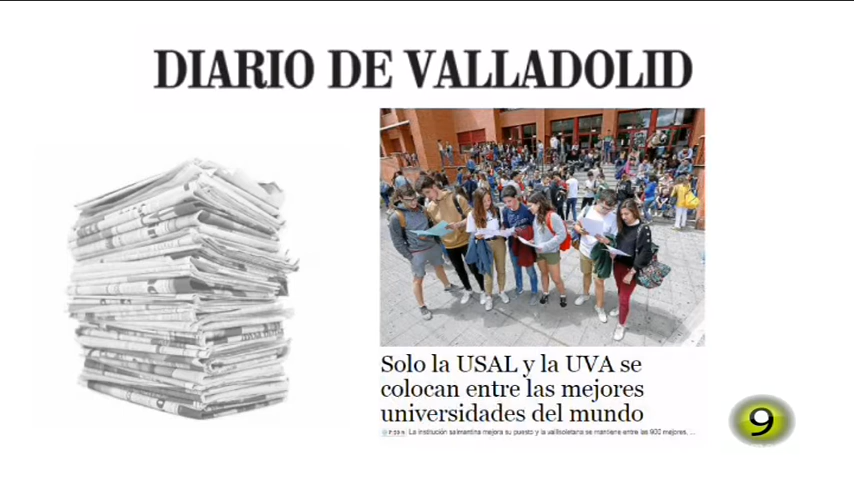 DIARIO DE VALLADOLID
Solo la USAL y la UVA se
colocan entre las mejores
universidades del mundo
La institución salmantina mejora su puesto y la vallisoletana se mantiene entre las 900 mejores. ...
9